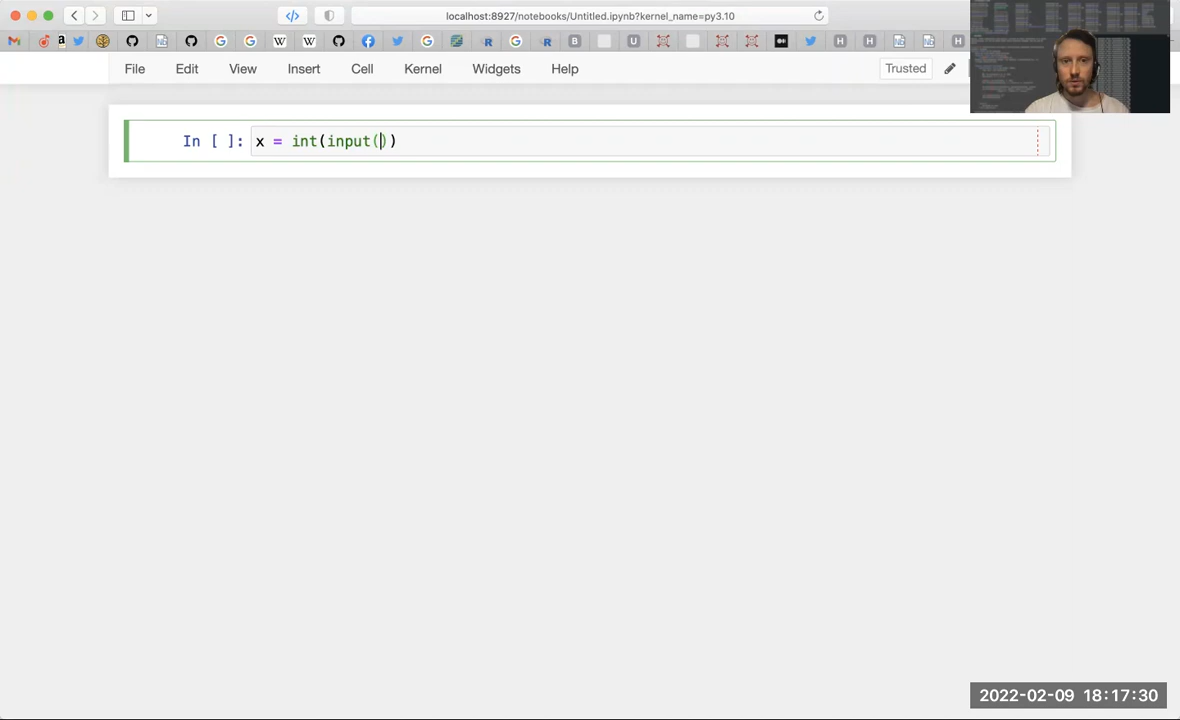 localhost:8927/notebooks/Untitled.ipynb?kernel_name=py3.10
File Edit View Insert Cell Kernel Widgets Help Trusted
In [ ]: x = int(input())
2022-02-09 18:17:30